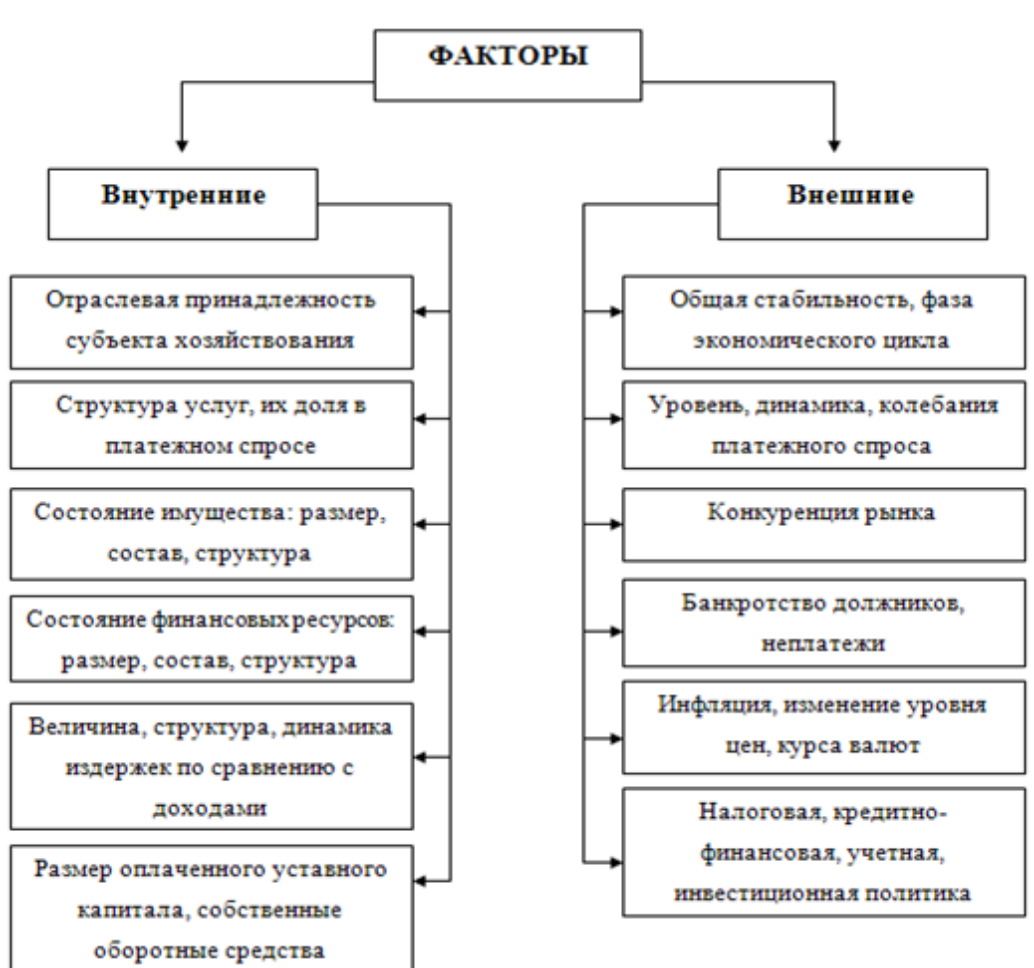 ФАКТОРЫ
Внутренние
Отраслевая принадлежность
субъекта хозяйствования
Структура услуг, их доля в
платежном спросе
Состояние имущества: размер,
состав, структура
Состояние финансовых ресурсов:
размер, состав, структура
Величина, структура, динамика
издержек по сравнению с
доходами
Размер оплаченного уставного
капитала, собственные
оборотные средства
Внешние
Общая стабильность, фаза
экономического цикла
Уровень, динамика, колебания
платежного спроса
Конкуренция рынка
Банкротство должников,
неплатежи
Инфляция, изменение уровня
цен, курса валют
Налоговая, кредитно-
финансовая, учетная,
инвестиционная политика